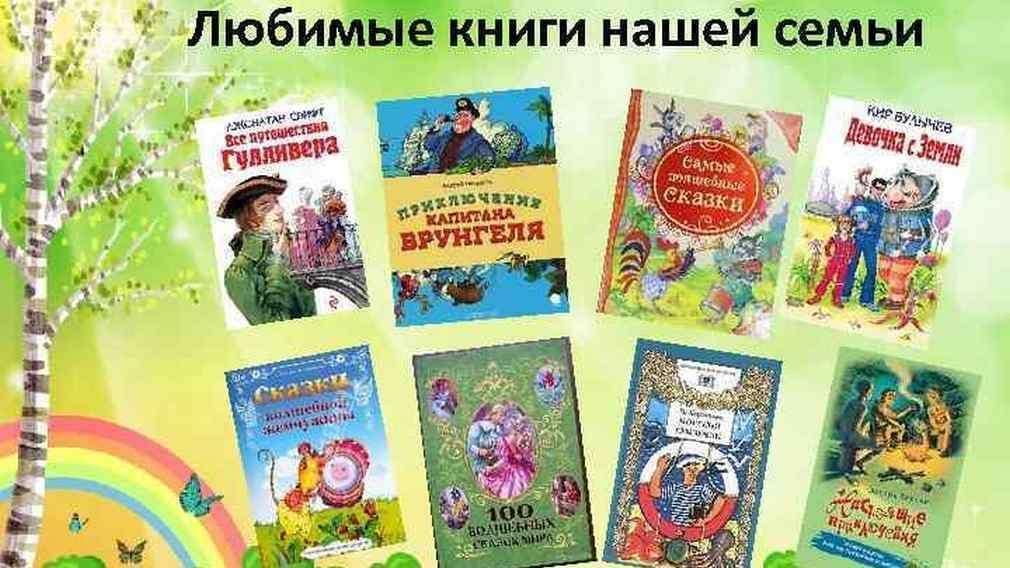 Любимые книги нашей семьи
ДЖОНАТАН СВИФТ
Все путешествия
Гулливера
ПРИКЛЮЧЕНИЯ
КАПИТАНА
ВРУНГЕЛЯ
Самые
волшебные
сказки
КИР БУЛЫЧЕВ
Девочка с Земли
Сказки
волшебной
100
ВОЛШЕБНЫХ
СКАЗОК МИРА
Настоящие
приключения